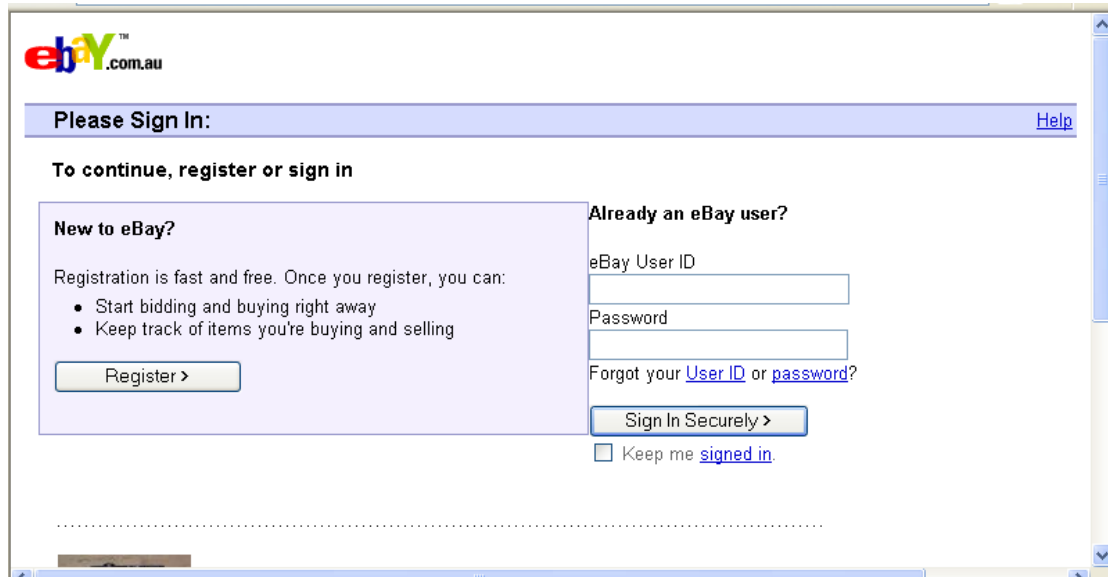 ebaY™.com.au
Please Sign In:
Help
To continue, register or sign in
New to eBay?
Registration is fast and free. Once you register, you can:
Start bidding and buying right away
Keep track of items you're buying and selling
Register >
Already an eBay user?
eBay User ID
Password
Forgot your User ID or password?
Sign In Securely >
Keep me signed in.